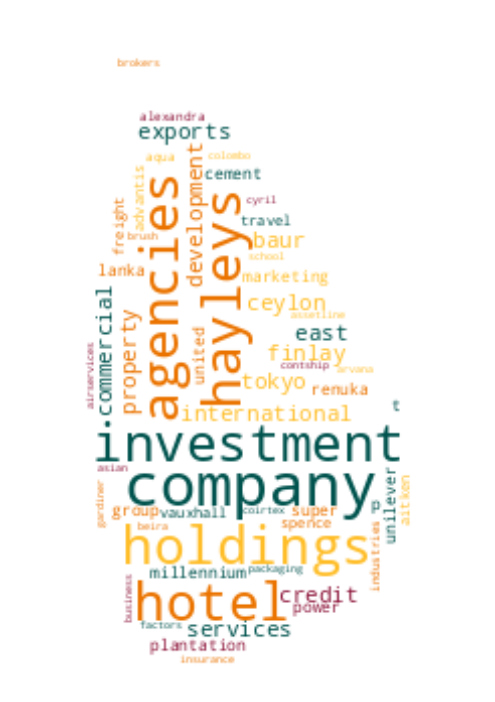 brokers
alexandra
exports
aqua
colombo
cement
development
advantis
agencies
hayleys
cyril
freight
travel
brush
baur
school
lanka
marketing
commercial
ceylon
assetline
property
east
united
finlay
airservices
contship
arvana
tokyo
renuka
international
t
investment
asian
company
unilever
aitken
gardiner
group
vauxhall
coirtex
super
p
beira
spence
holdings
industries
millennium
packaging
business
hotel
credit
power
factors
services
plantation
insurance